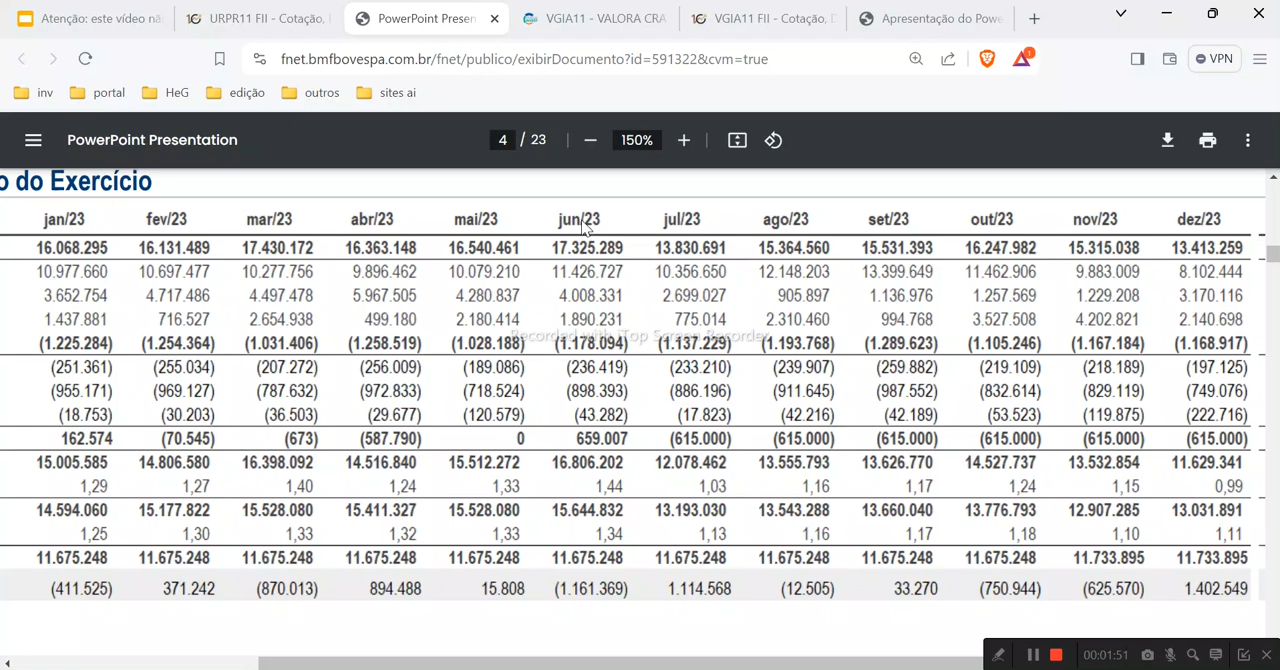 Atenção: este vídeo nã
URPR11 FII - Cotação,
PowerPoint Presen
VGIA11 - VALORA CRA
VGIA11 FII - Cotação, D
Apresentação do Powe
fnet.bmfbovespa.com.br/fnet/publico/exibirDocumento?id=591322&cvm=true
1
VPN
inv portal HeG edição outros sites ai
PowerPoint Presentation 4 / 23 150%
o do Exercício
jan/23 fev/23 mar/23 abr/23 mai/23 jun/23 jul/23 ago/23 set/23 out/23 nov/23 dez/23
16.068.295 16.131.489 17.430.172 16.363.148 16.540.461 17.325.289 13.830.691 15.364.560 15.531.393 16.247.982 15.315.038 13.413.259
10.977.660 10.697.477 10.277.756 9.896.462 10.079.210 11.426.727 10.356.650 12.148.203 13.399.649 11.462.906 9.883.009 8.102.444
3.652.754 4.717.486 4.497.478 5.967.505 4.280.837 4.008.331 2.699.027 905.897 1.136.976 1.257.569 1.229.208 3.170.116
1.437.881 716.527 2.654.938 499.180 2.180.414 1.890.231 775.014 2.310.460 994.768 3.527.508 4.202.821 2.140.698
Recorded with iTop Screen Recorder
(1.225.284) (1.254.364) (1.031.406) (1.258.519) (1.028.188) (1.178.094) (1.137.229) (1.193.768) (1.289.623) (1.105.246) (1.167.184) (1.168.917)
(251.361) (255.034) (207.272) (256.009) (189.086) (236.419) (233.210) (239.907) (259.882) (219.109) (218.189) (197.125)
(955.171) (969.127) (787.632) (972.833) (718.524) (898.393) (886.196) (911.645) (987.552) (832.614) (829.119) (749.076)
(18.753) (30.203) (36.503) (29.677) (120.579) (43.282) (17.823) (42.216) (42.189) (53.523) (119.875) (222.716)
162.574 (70.545) (673) (587.790) 0 659.007 (615.000) (615.000) (615.000) (615.000) (615.000) (615.000)
15.005.585 14.806.580 16.398.092 14.516.840 15.512.272 16.806.202 12.078.462 13.555.793 13.626.770 14.527.737 13.532.854 11.629.341
1,29 1,27 1,40 1,24 1,33 1,44 1,03 1,16 1,17 1,24 1,15 0,99
14.594.060 15.177.822 15.528.080 15.411.327 15.528.080 15.644.832 13.193.030 13.543.288 13.660.040 13.776.793 12.907.285 13.031.891
1,25 1,30 1,33 1,32 1,33 1,34 1,13 1,16 1,17 1,18 1,10 1,11
11.675.248 11.675.248 11.675.248 11.675.248 11.675.248 11.675.248 11.675.248 11.675.248 11.675.248 11.675.248 11.733.895 11.733.895
(411.525) 371.242 (870.013) 894.488 15.808 (1.161.369) 1.114.568 (12.505) 33.270 (750.944) (625.570) 1.402.549
00:01:51